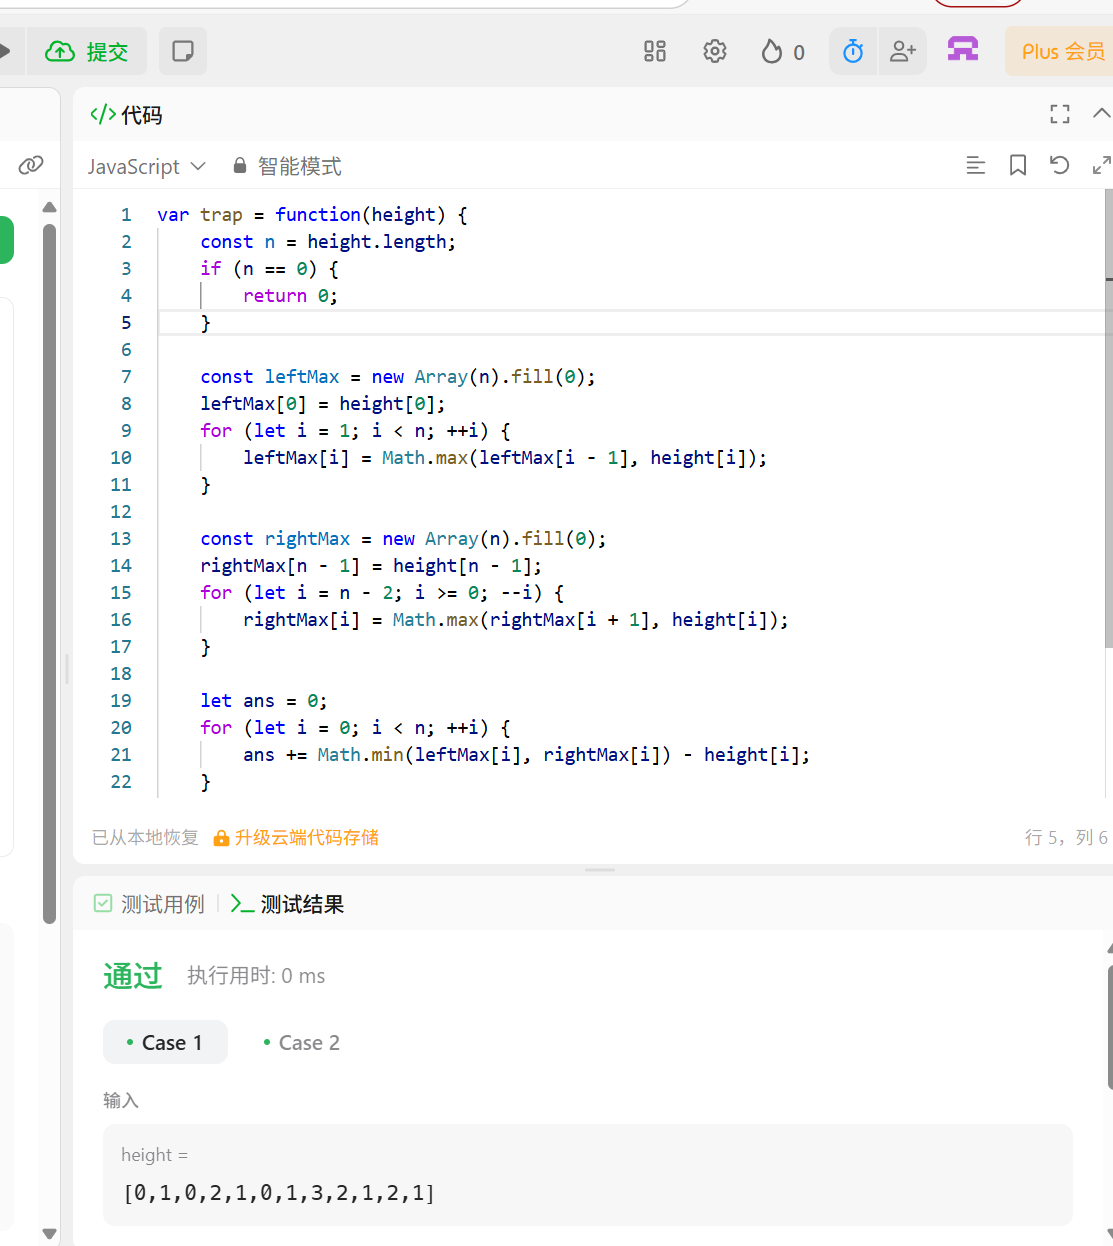 提交
0
Plus 会员
代码
JavaScript
智能模式
1 var trap = function(height) {
2     const n = height.length;
3     if (n == 0) {
4         return 0;
5     }
6
7     const leftMax = new Array(n).fill(0);
8     leftMax[0] = height[0];
9     for (let i = 1; i < n; ++i) {
10         leftMax[i] = Math.max(leftMax[i - 1], height[i]);
11     }
12
13     const rightMax = new Array(n).fill(0);
14     rightMax[n - 1] = height[n - 1];
15     for (let i = n - 2; i >= 0; --i) {
16         rightMax[i] = Math.max(rightMax[i + 1], height[i]);
17     }
18
19     let ans = 0;
20     for (let i = 0; i < n; ++i) {
21         ans += Math.min(leftMax[i], rightMax[i]) - height[i];
22     }
已从本地恢复 升级云端代码存储 行 5, 列 6
测试用例 测试结果
通过 执行用时: 0 ms
Case 1 Case 2
输入
height =
[0,1,0,2,1,0,1,3,2,1,2,1]